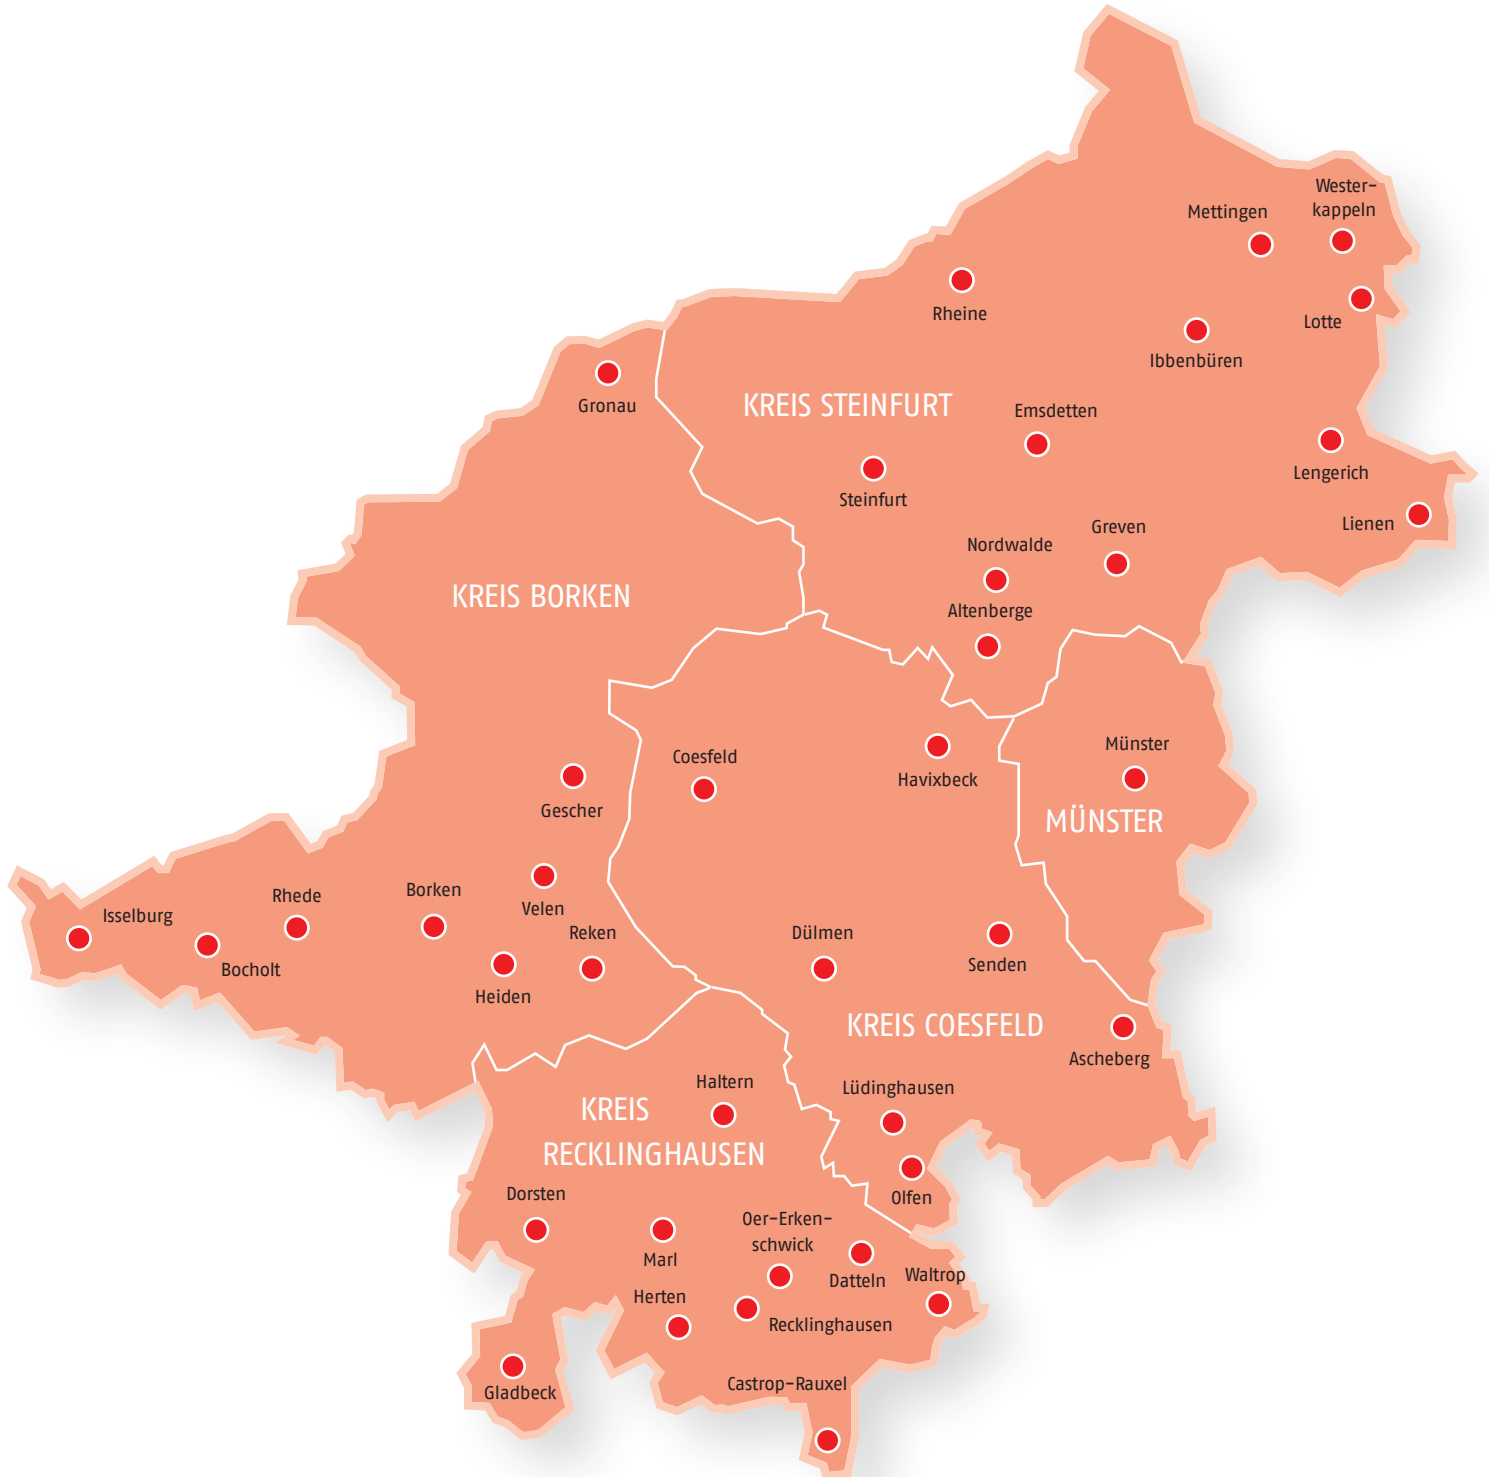 Wester-
kappeln
Mettingen
Rheine
Lotte
Ibbenbüren
Gronau
KREIS STEINFURT
Emsdetten
Lengerich
Steinfurt
Lienen
Greven
Nordwalde
KREIS BORKEN
Altenberge
Münster
Coesfeld
Havixbeck
Gescher
MÜNSTER
Borken
Rhede
Velen
Isselburg
Reken
Dülmen
Senden
Bocholt
Heiden
KREIS COESFELD
Ascheberg
Haltern
Lüdinghausen
KREIS
RECKLINGHAUSEN
Dorsten
Olfen
Oer-Erken-
schwick
Marl
Datteln
Waltrop
Herten
Recklinghausen
Castrop-Rauxel
Gladbeck